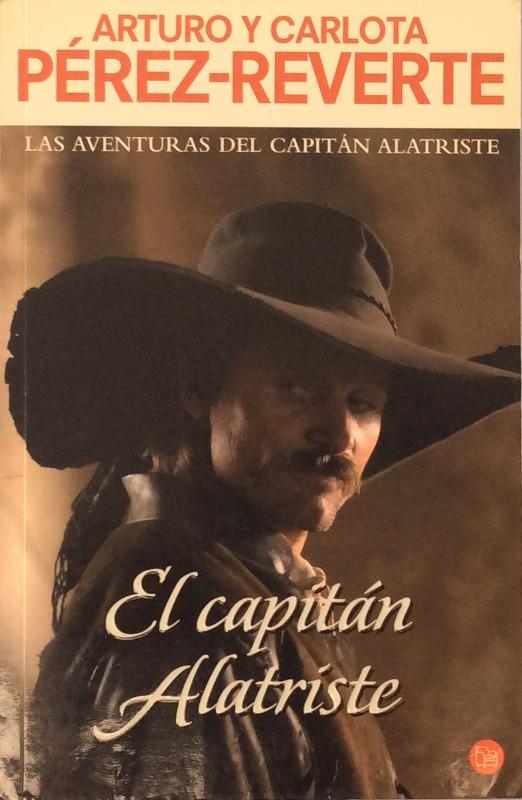 ARTURO Y CARLOTA
PÉREZ-REVERTE
LAS AVENTURAS DEL CAPITÁN ALATRISTE
El capitán
Alatriste